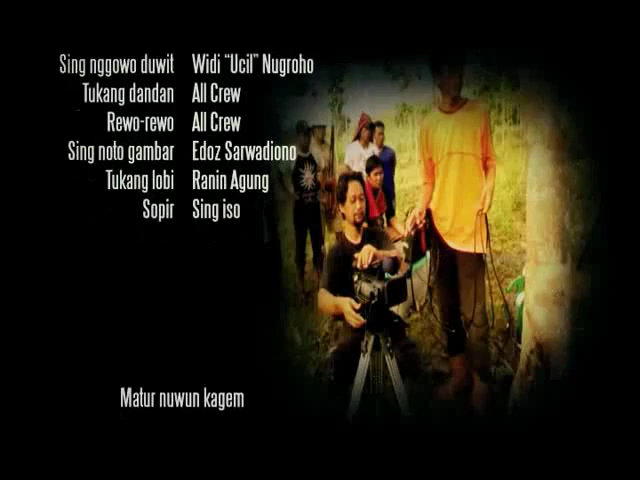 Sing nggowo duwit Widi “Ucil” Nugroho
Tukang dandan All Crew
Rewo-rewo All Crew
Sing noto gambar Edoz Sarwadiono
Tukang lobi Ranin Agung
Sopir Sing iso
Matur nuwun kagem